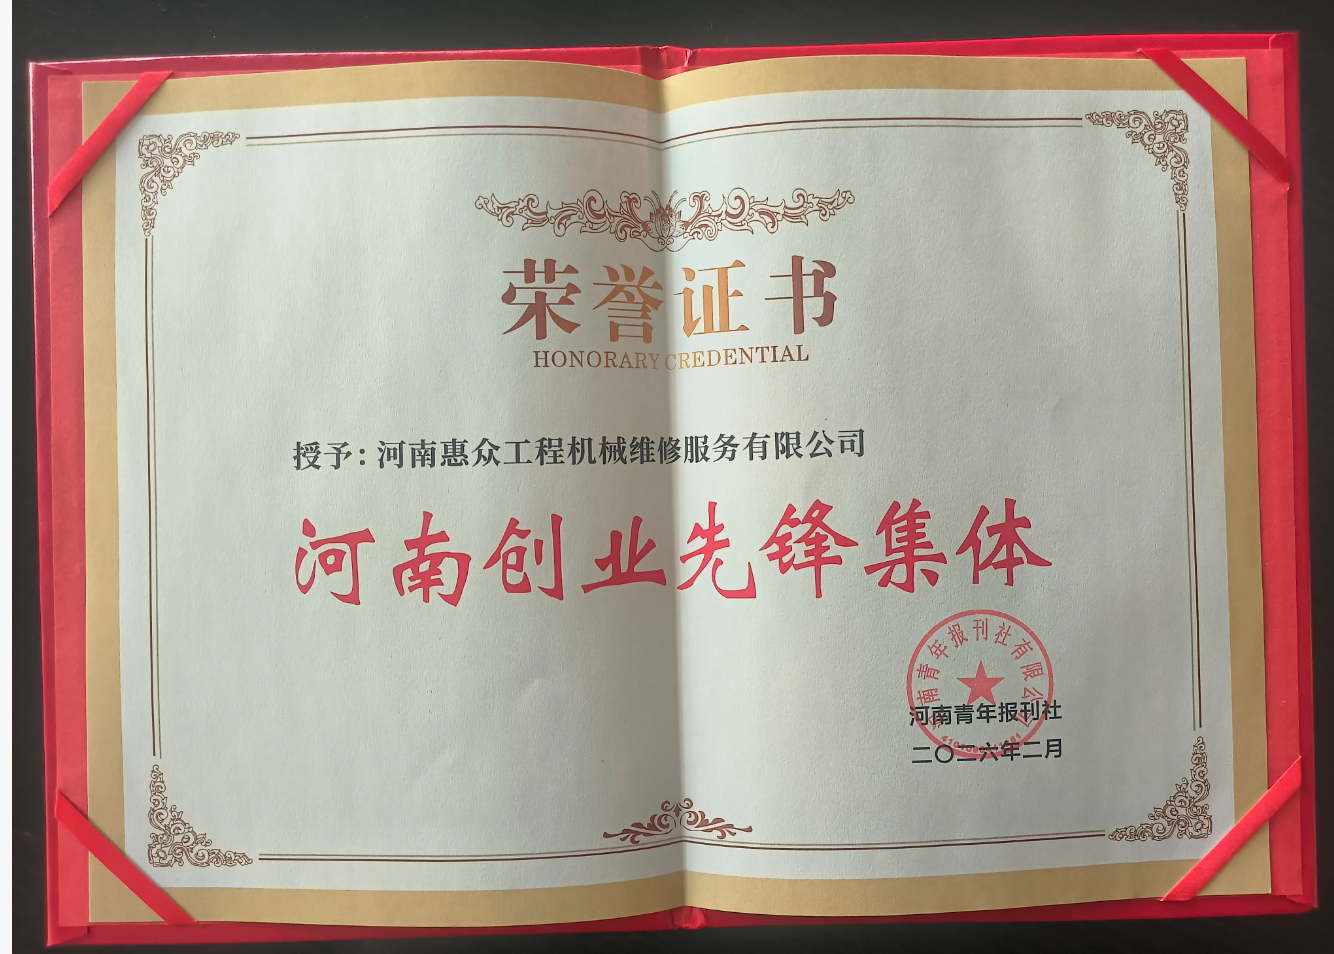 荣誉证书
HONORARY CREDENTIAL
授予：河南惠众工程机械维修服务有限公司
河南创业先锋集体
河南青年报刊社有限公司
河南青年报刊社
二〇二六年二月